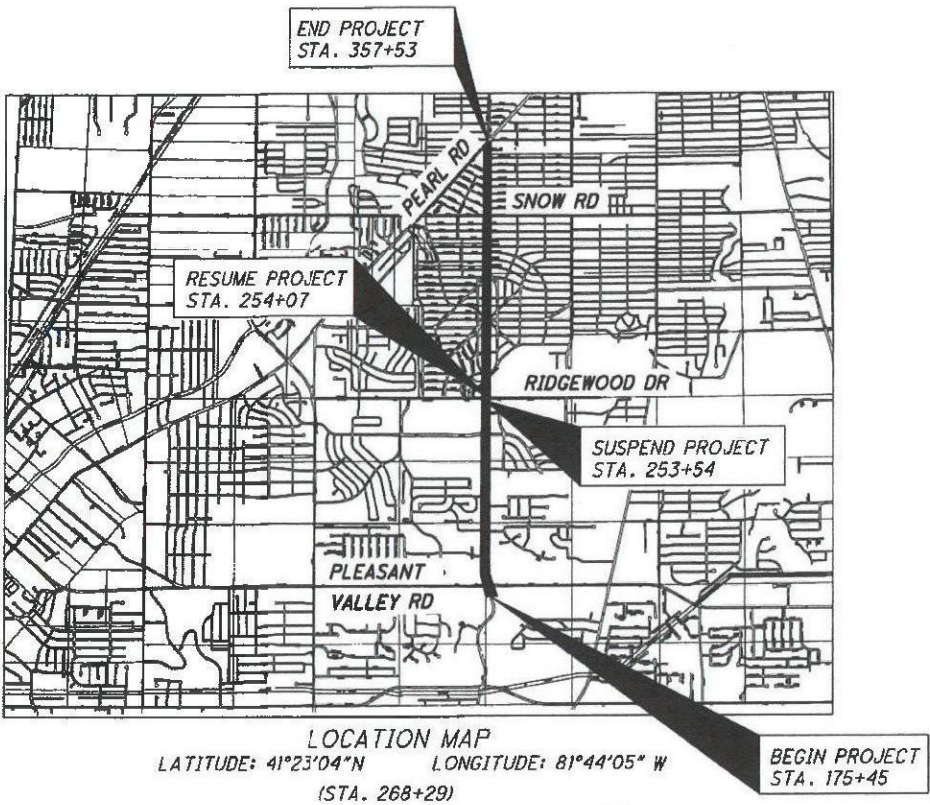 END PROJECT
STA. 357+53
PEARL RD
SNOW RD
RESUME PROJECT
STA. 254+07
RIDGEWOOD DR
SUSPEND PROJECT
STA. 253+54
PLEASANT
VALLEY RD
LOCATION MAP
LATITUDE: 41°23'04"N LONGITUDE: 81°44'05" W
(STA. 268+29)
BEGIN PROJECT
STA. 175+45